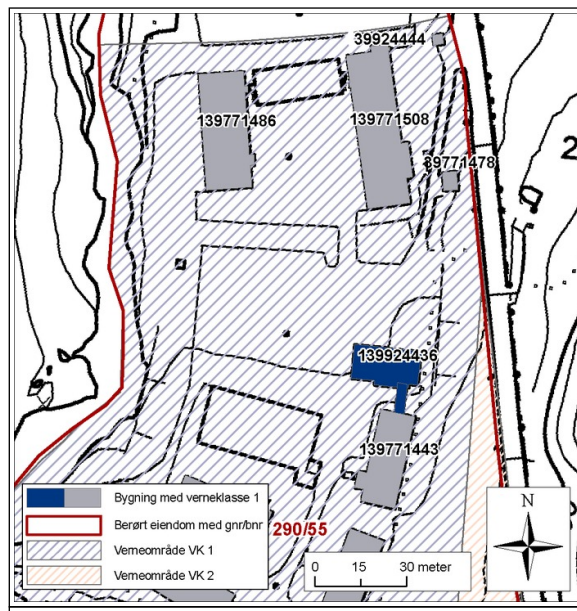 39924444
139771486
139771508
39771478
2
139924436
139771443
Bygning med verneklasse 1
Berørt eiendom med gnr/bnr
290/55
Verneområde VK 1
Verneområde VK 2
N
0 15 30 meter